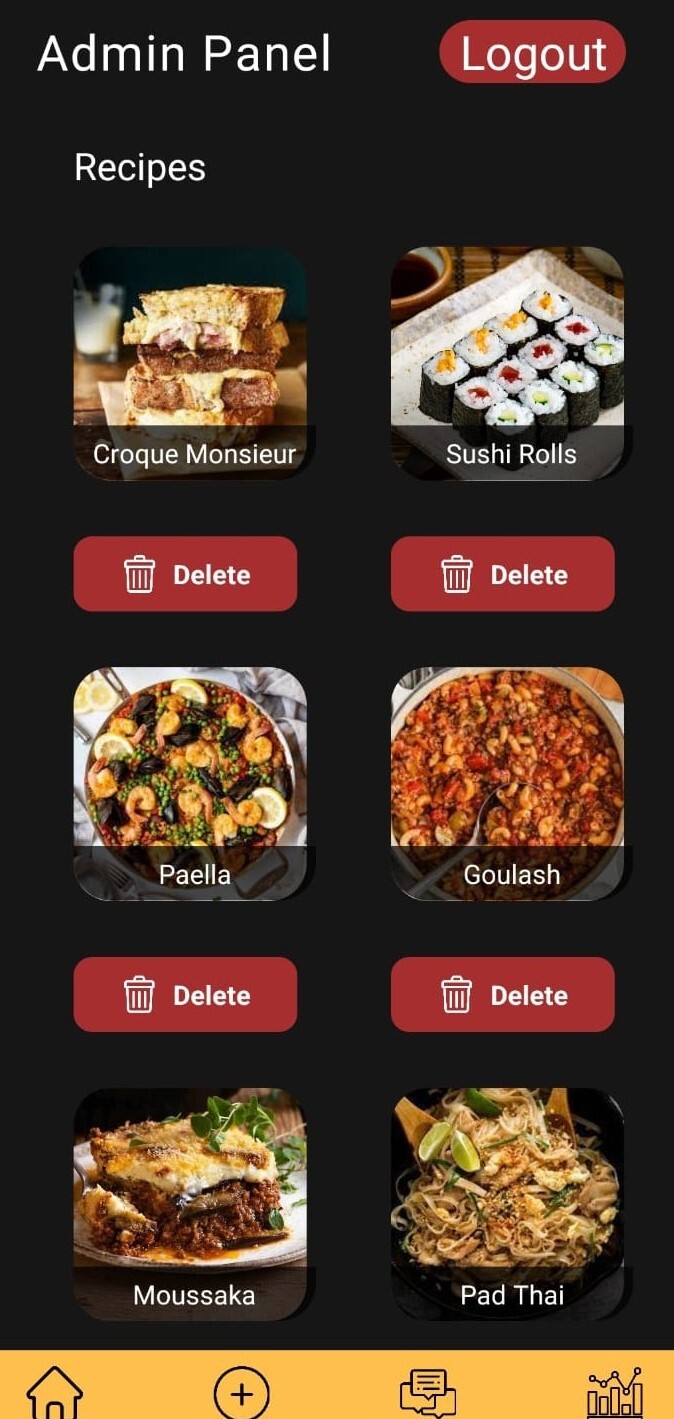 Admin Panel
Logout
Recipes
Croque Monsieur
Sushi Rolls
Delete
Delete
Paella
Goulash
Delete
Delete
Moussaka
Pad Thai